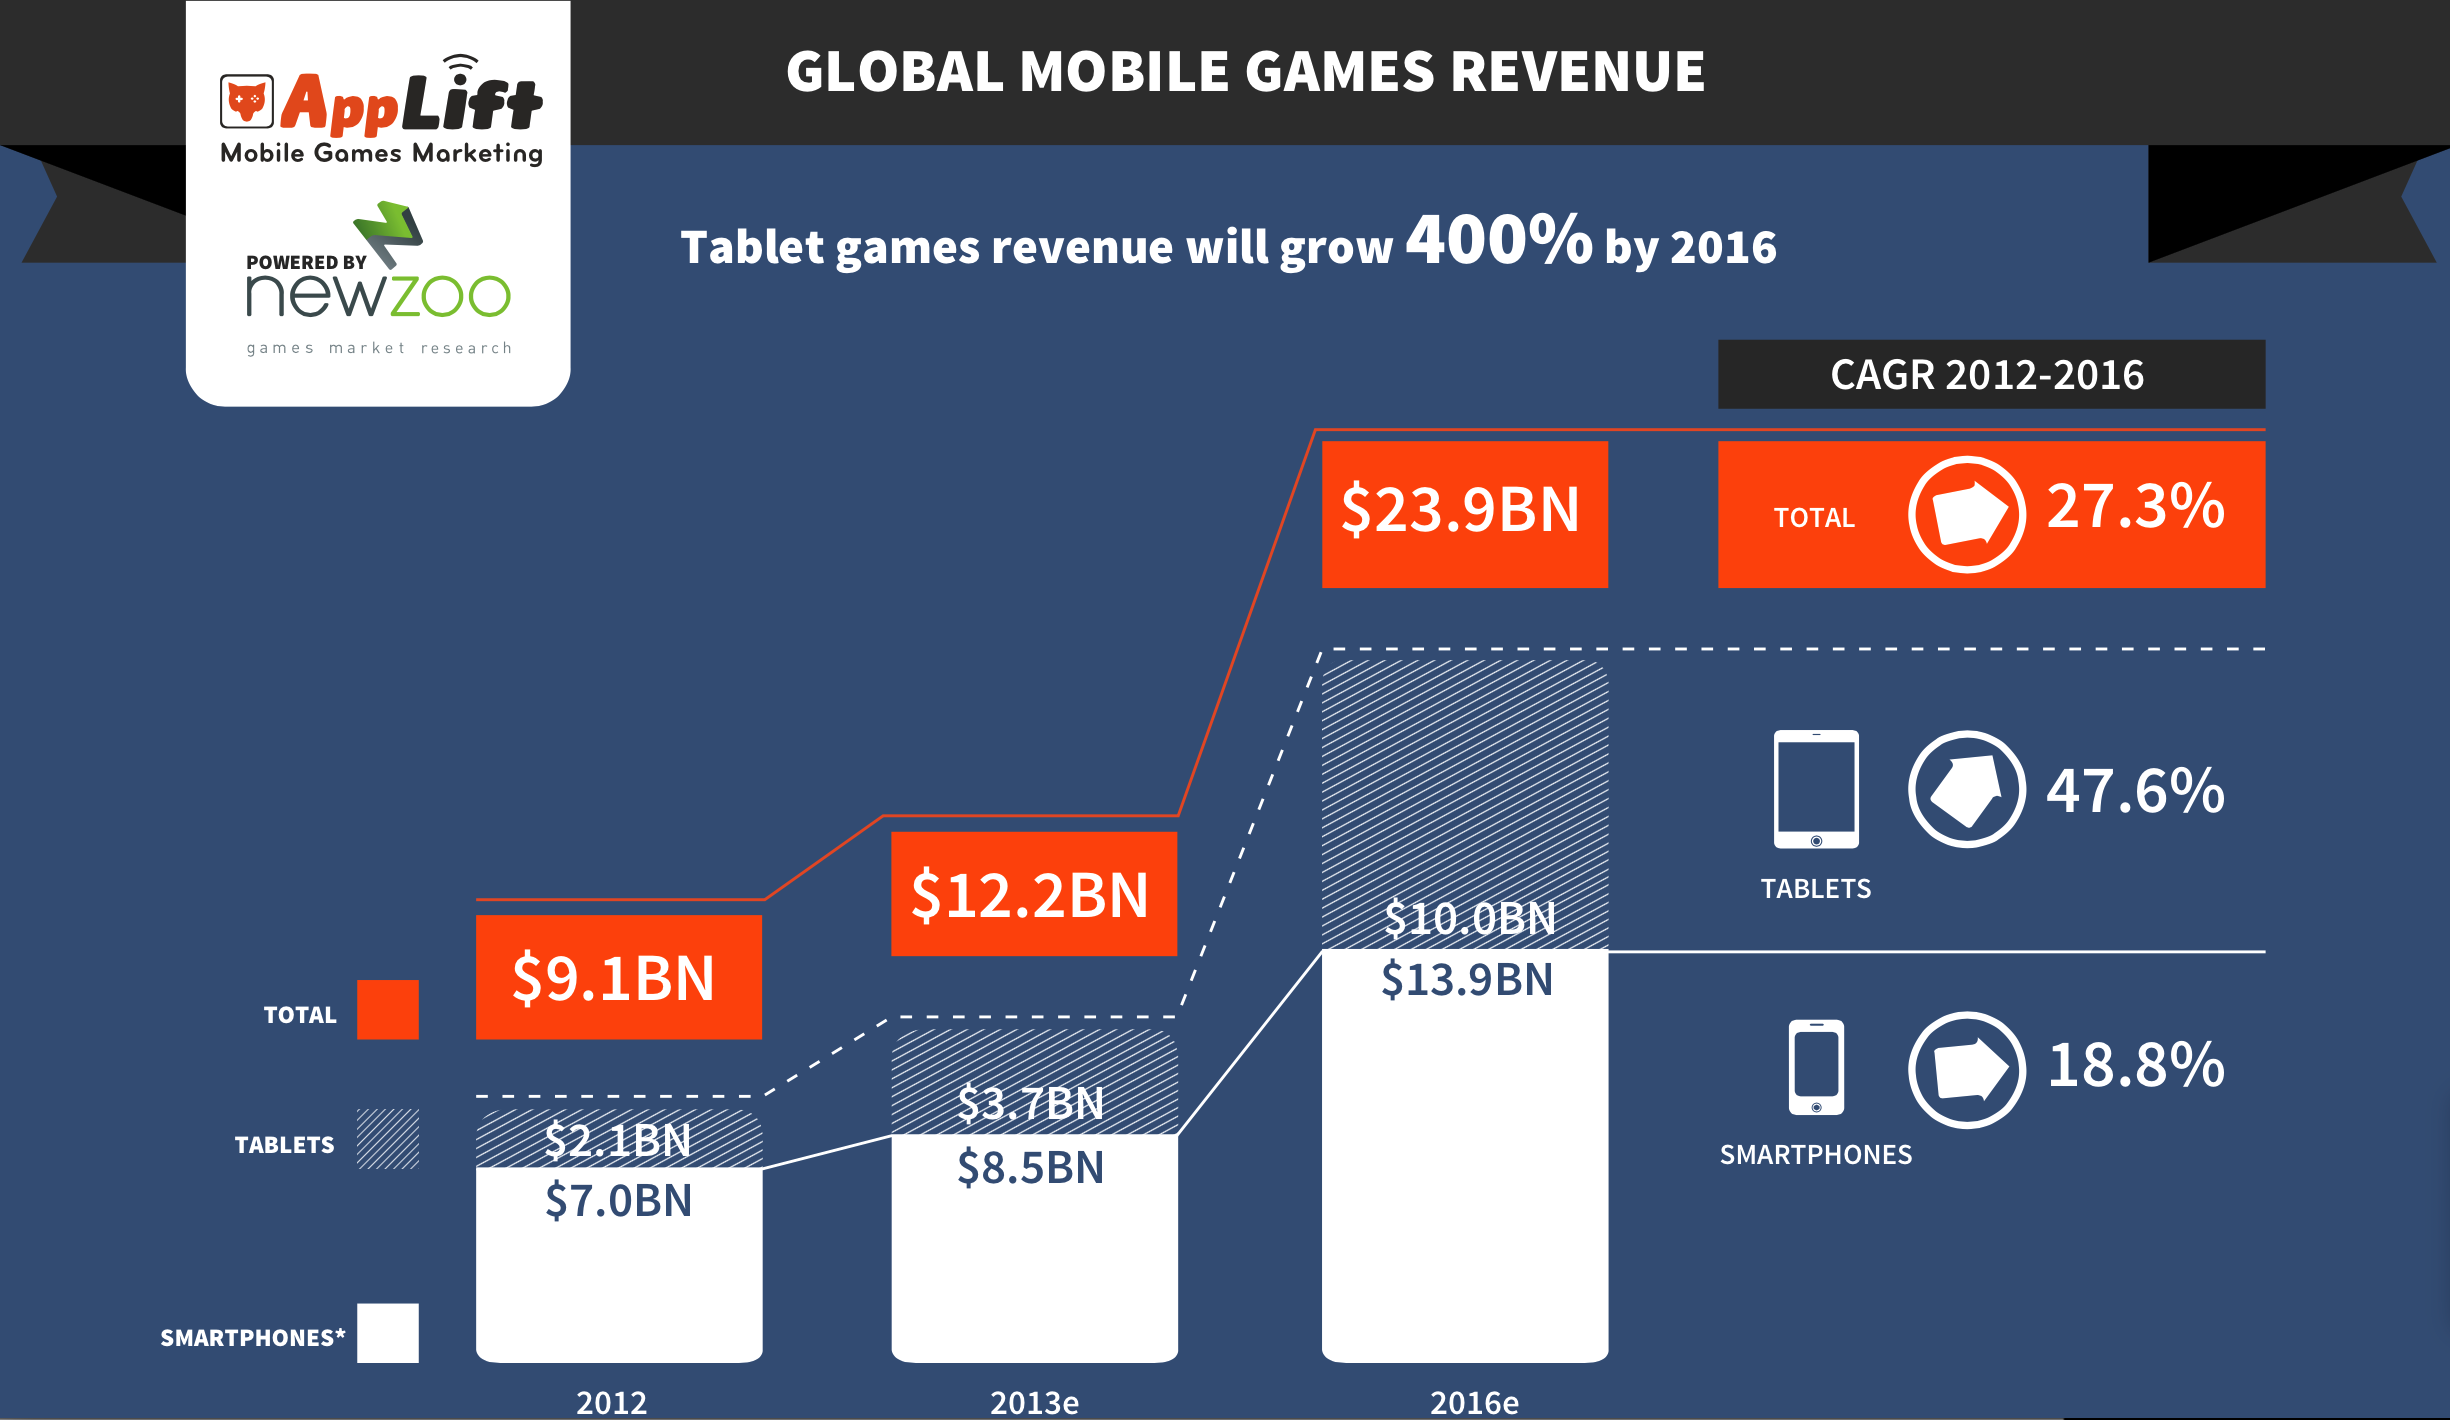 GLOBAL MOBILE GAMES REVENUE
AppLift
Mobile Games Marketing
POWERED BY
newzoo
games market research
Tablet games revenue will grow 400% by 2016
CAGR 2012-2016
$23.9BN
TOTAL 27.3%
$12.2BN
$9.1BN
TOTAL
47.6%
TABLETS
$10.0BN
$13.9BN
$3.7BN
$8.5BN
TABLETS
$2.1BN
$7.0BN
18.8%
SMARTPHONES
SMARTPHONES*
2012 2013e 2016e